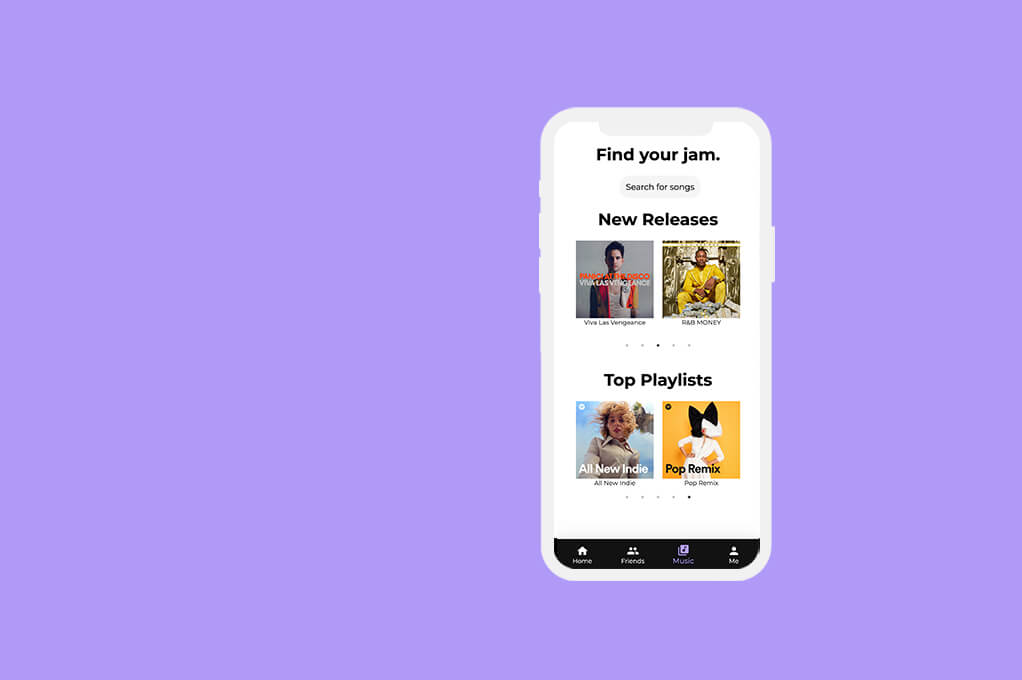 Find your jam.
Search for songs
New Releases
PANIC! AT THE DISCO
VIVA LAS VENGEANCE
Viva Las Vengeance
R&B MONEY
Top Playlists
All New Indie
Pop Remix
All New Indie
Pop Remix
Home
Friends
Music
Me